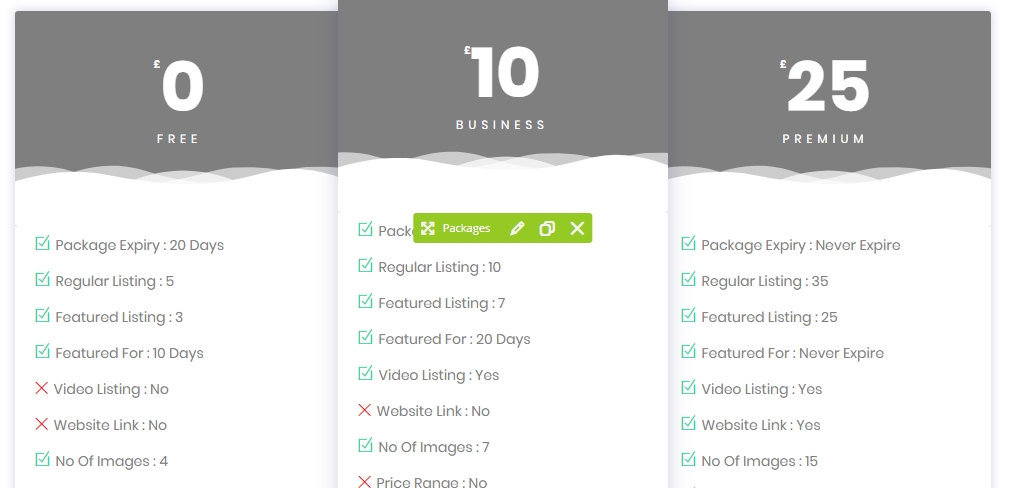 £0
FREE
Package Expiry : 20 Days
Regular Listing : 5
Featured Listing : 3
Featured For : 10 Days
Video Listing : No
Website Link : No
No Of Images : 4
£10
BUSINESS
Packages
Regular Listing : 10
Featured Listing : 7
Featured For : 20 Days
Video Listing : Yes
Website Link : No
No Of Images : 7
Price Range : No
£25
PREMIUM
Package Expiry : Never Expire
Regular Listing : 35
Featured Listing : 25
Featured For : Never Expire
Video Listing : Yes
Website Link : Yes
No Of Images : 15